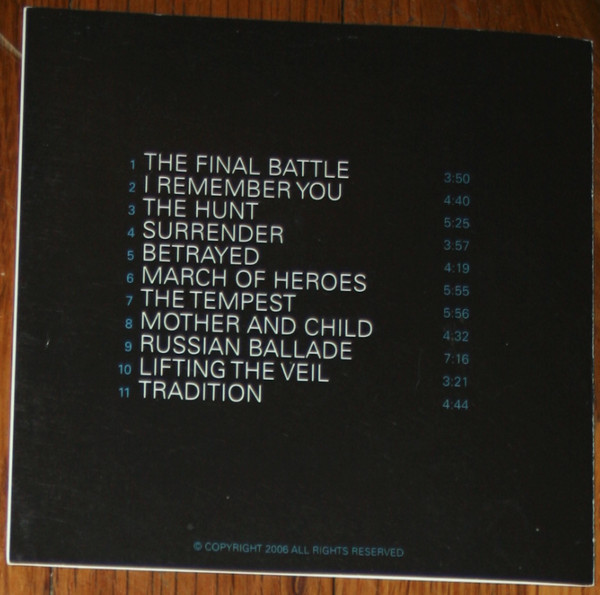 1 THE FINAL BATTLE 3:50
2 I REMEMBER YOU 4:40
3 THE HUNT 5:25
4 SURRENDER 3:57
5 BETRAYED 4:19
6 MARCH OF HEROES 5:55
7 THE TEMPEST 5:56
8 MOTHER AND CHILD 4:32
9 RUSSIAN BALLADE 7:16
10 LIFTING THE VEIL 3:21
11 TRADITION 4:44
© COPYRIGHT 2006 ALL RIGHTS RESERVED